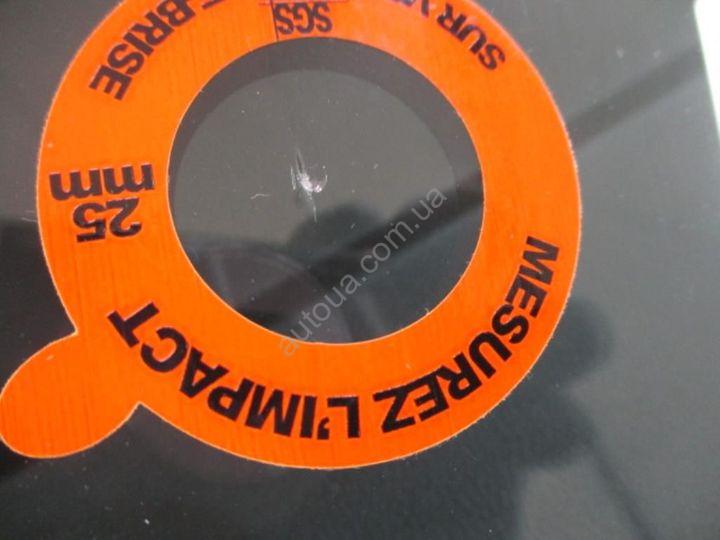 MESUREZ L'IMPACT
SUR V
-BRISE
SGS
25
mm
autoua.com.ua